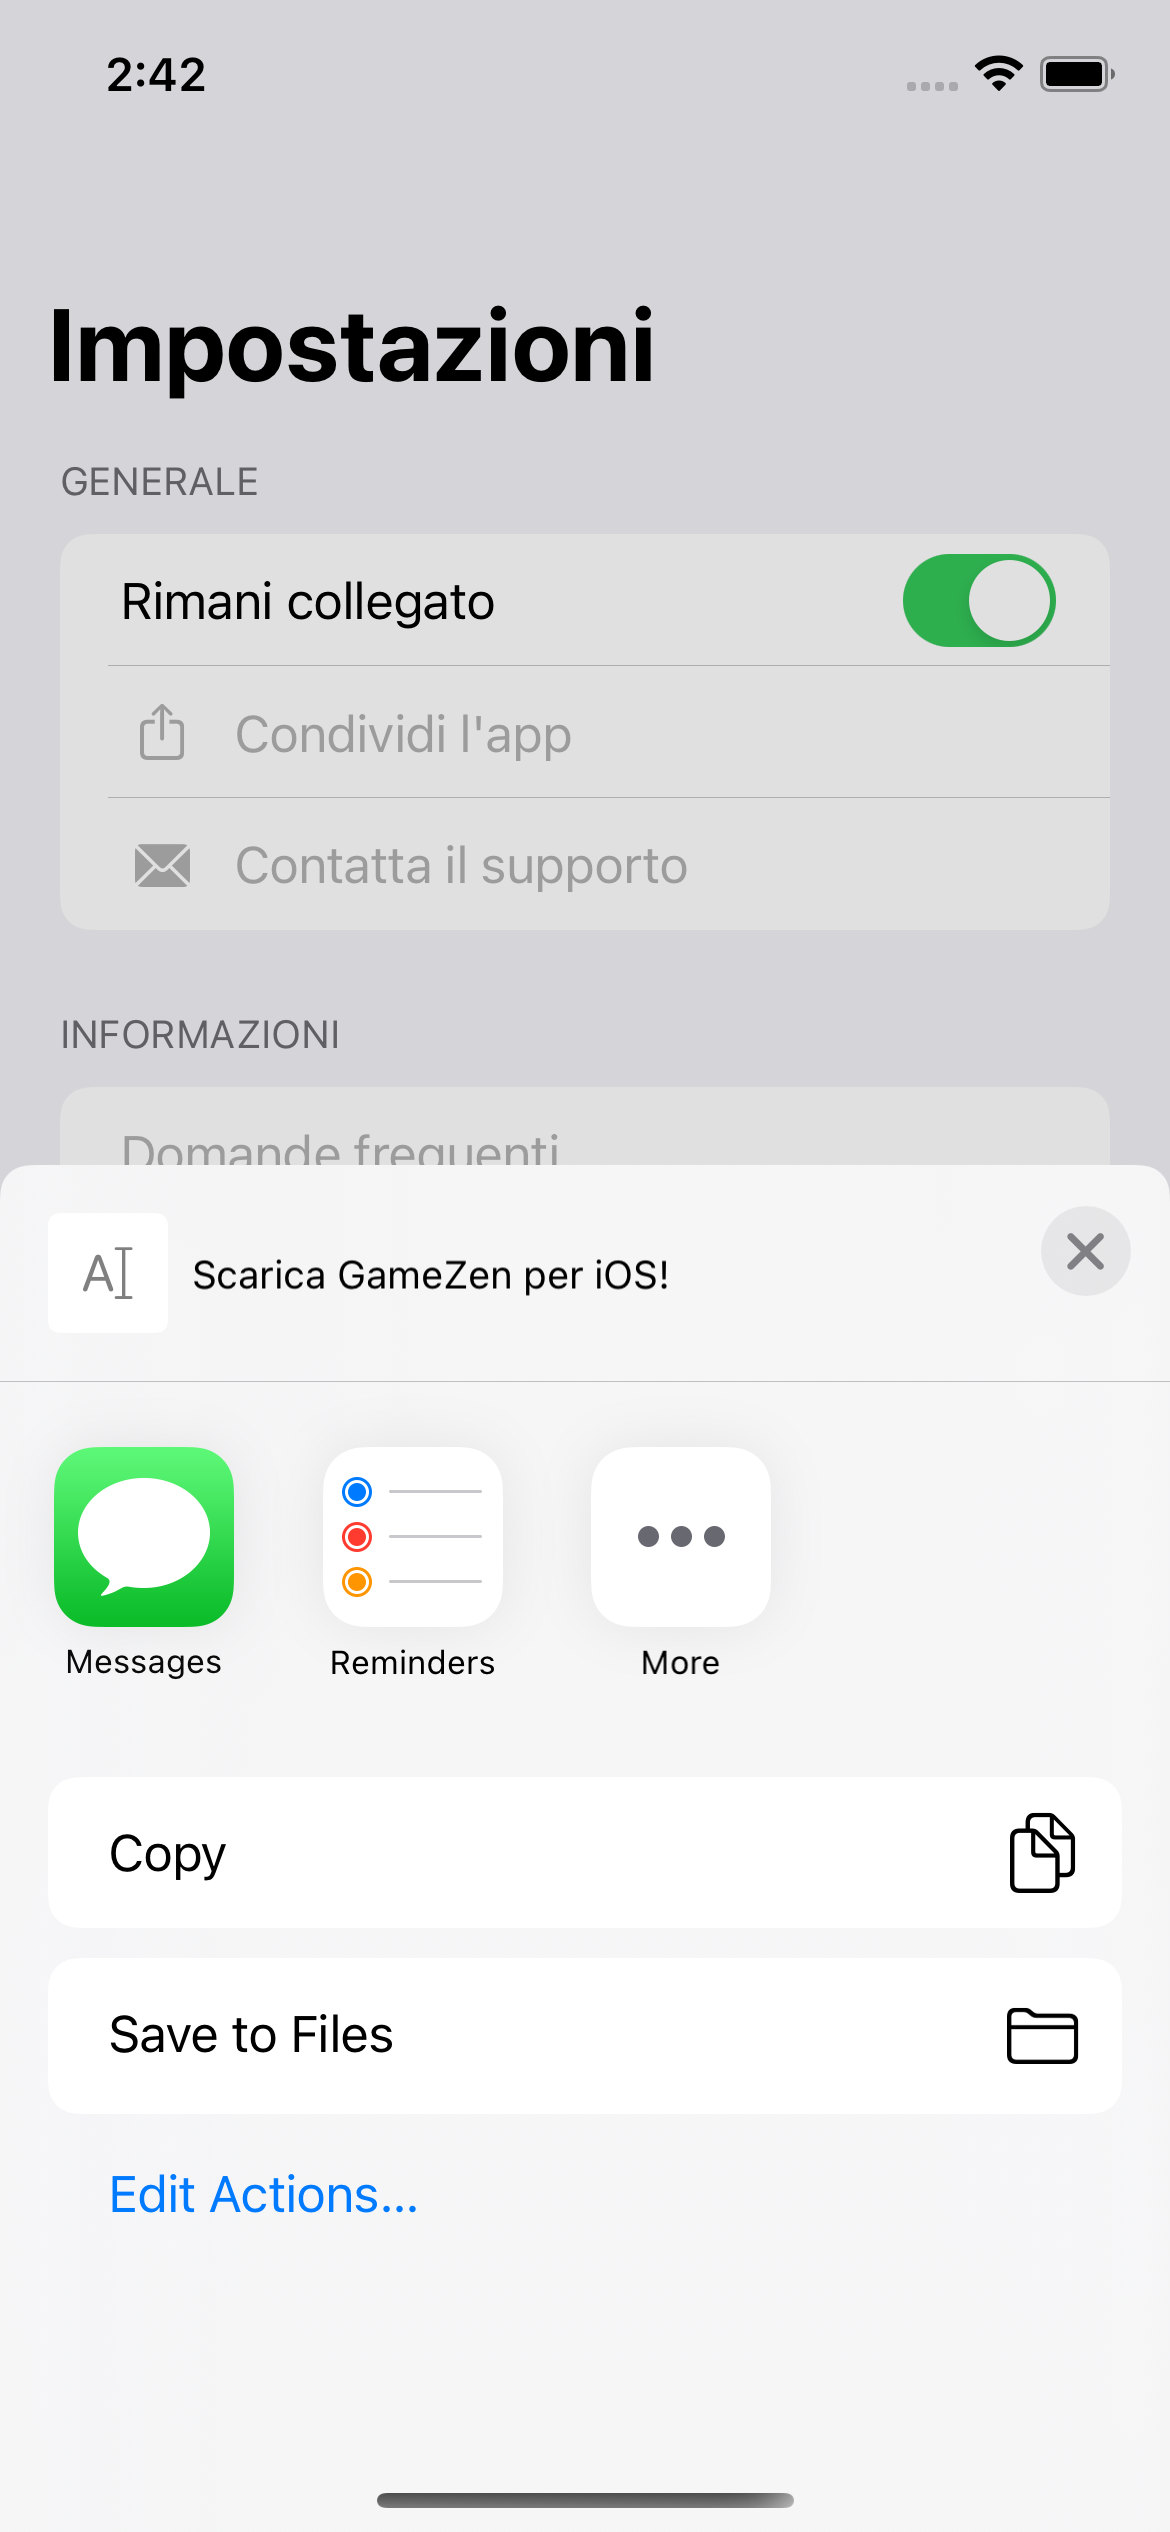 2:42
Impostazioni
GENERALE
Rimani collegato
Condividi l'app
Contatta il supporto
INFORMAZIONI
Domande frequenti
Scarica GameZen per iOS!
Messages
Reminders
More
Copy
Save to Files
Edit Actions...